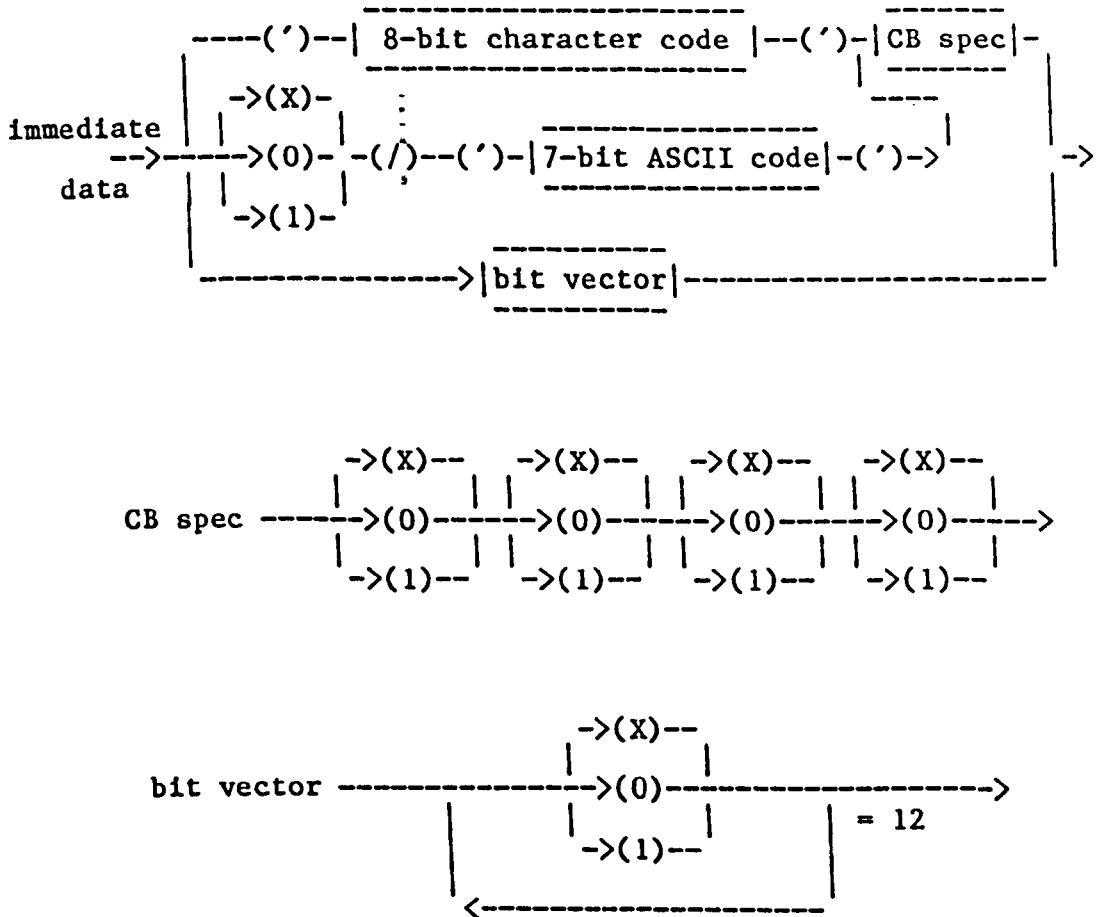 ----(')--| 8-bit character code |--(')-|CB spec|-
->(X)-
immediate
-->------>(0)- -(/)--(')-|7-bit ASCII code|-(')-> ->
data
->(1)-
-------------->|bit vector|------------------
->(X)-- ->(X)-- ->(X)-- ->(X)--
CB spec ------>(0)------>(0)------>(0)------>(0)----->
->(1)-- ->(1)-- ->(1)-- ->(1)--
->(X)--
bit vector --------------->(0)---------------->
= 12
->(1)--
<----------------